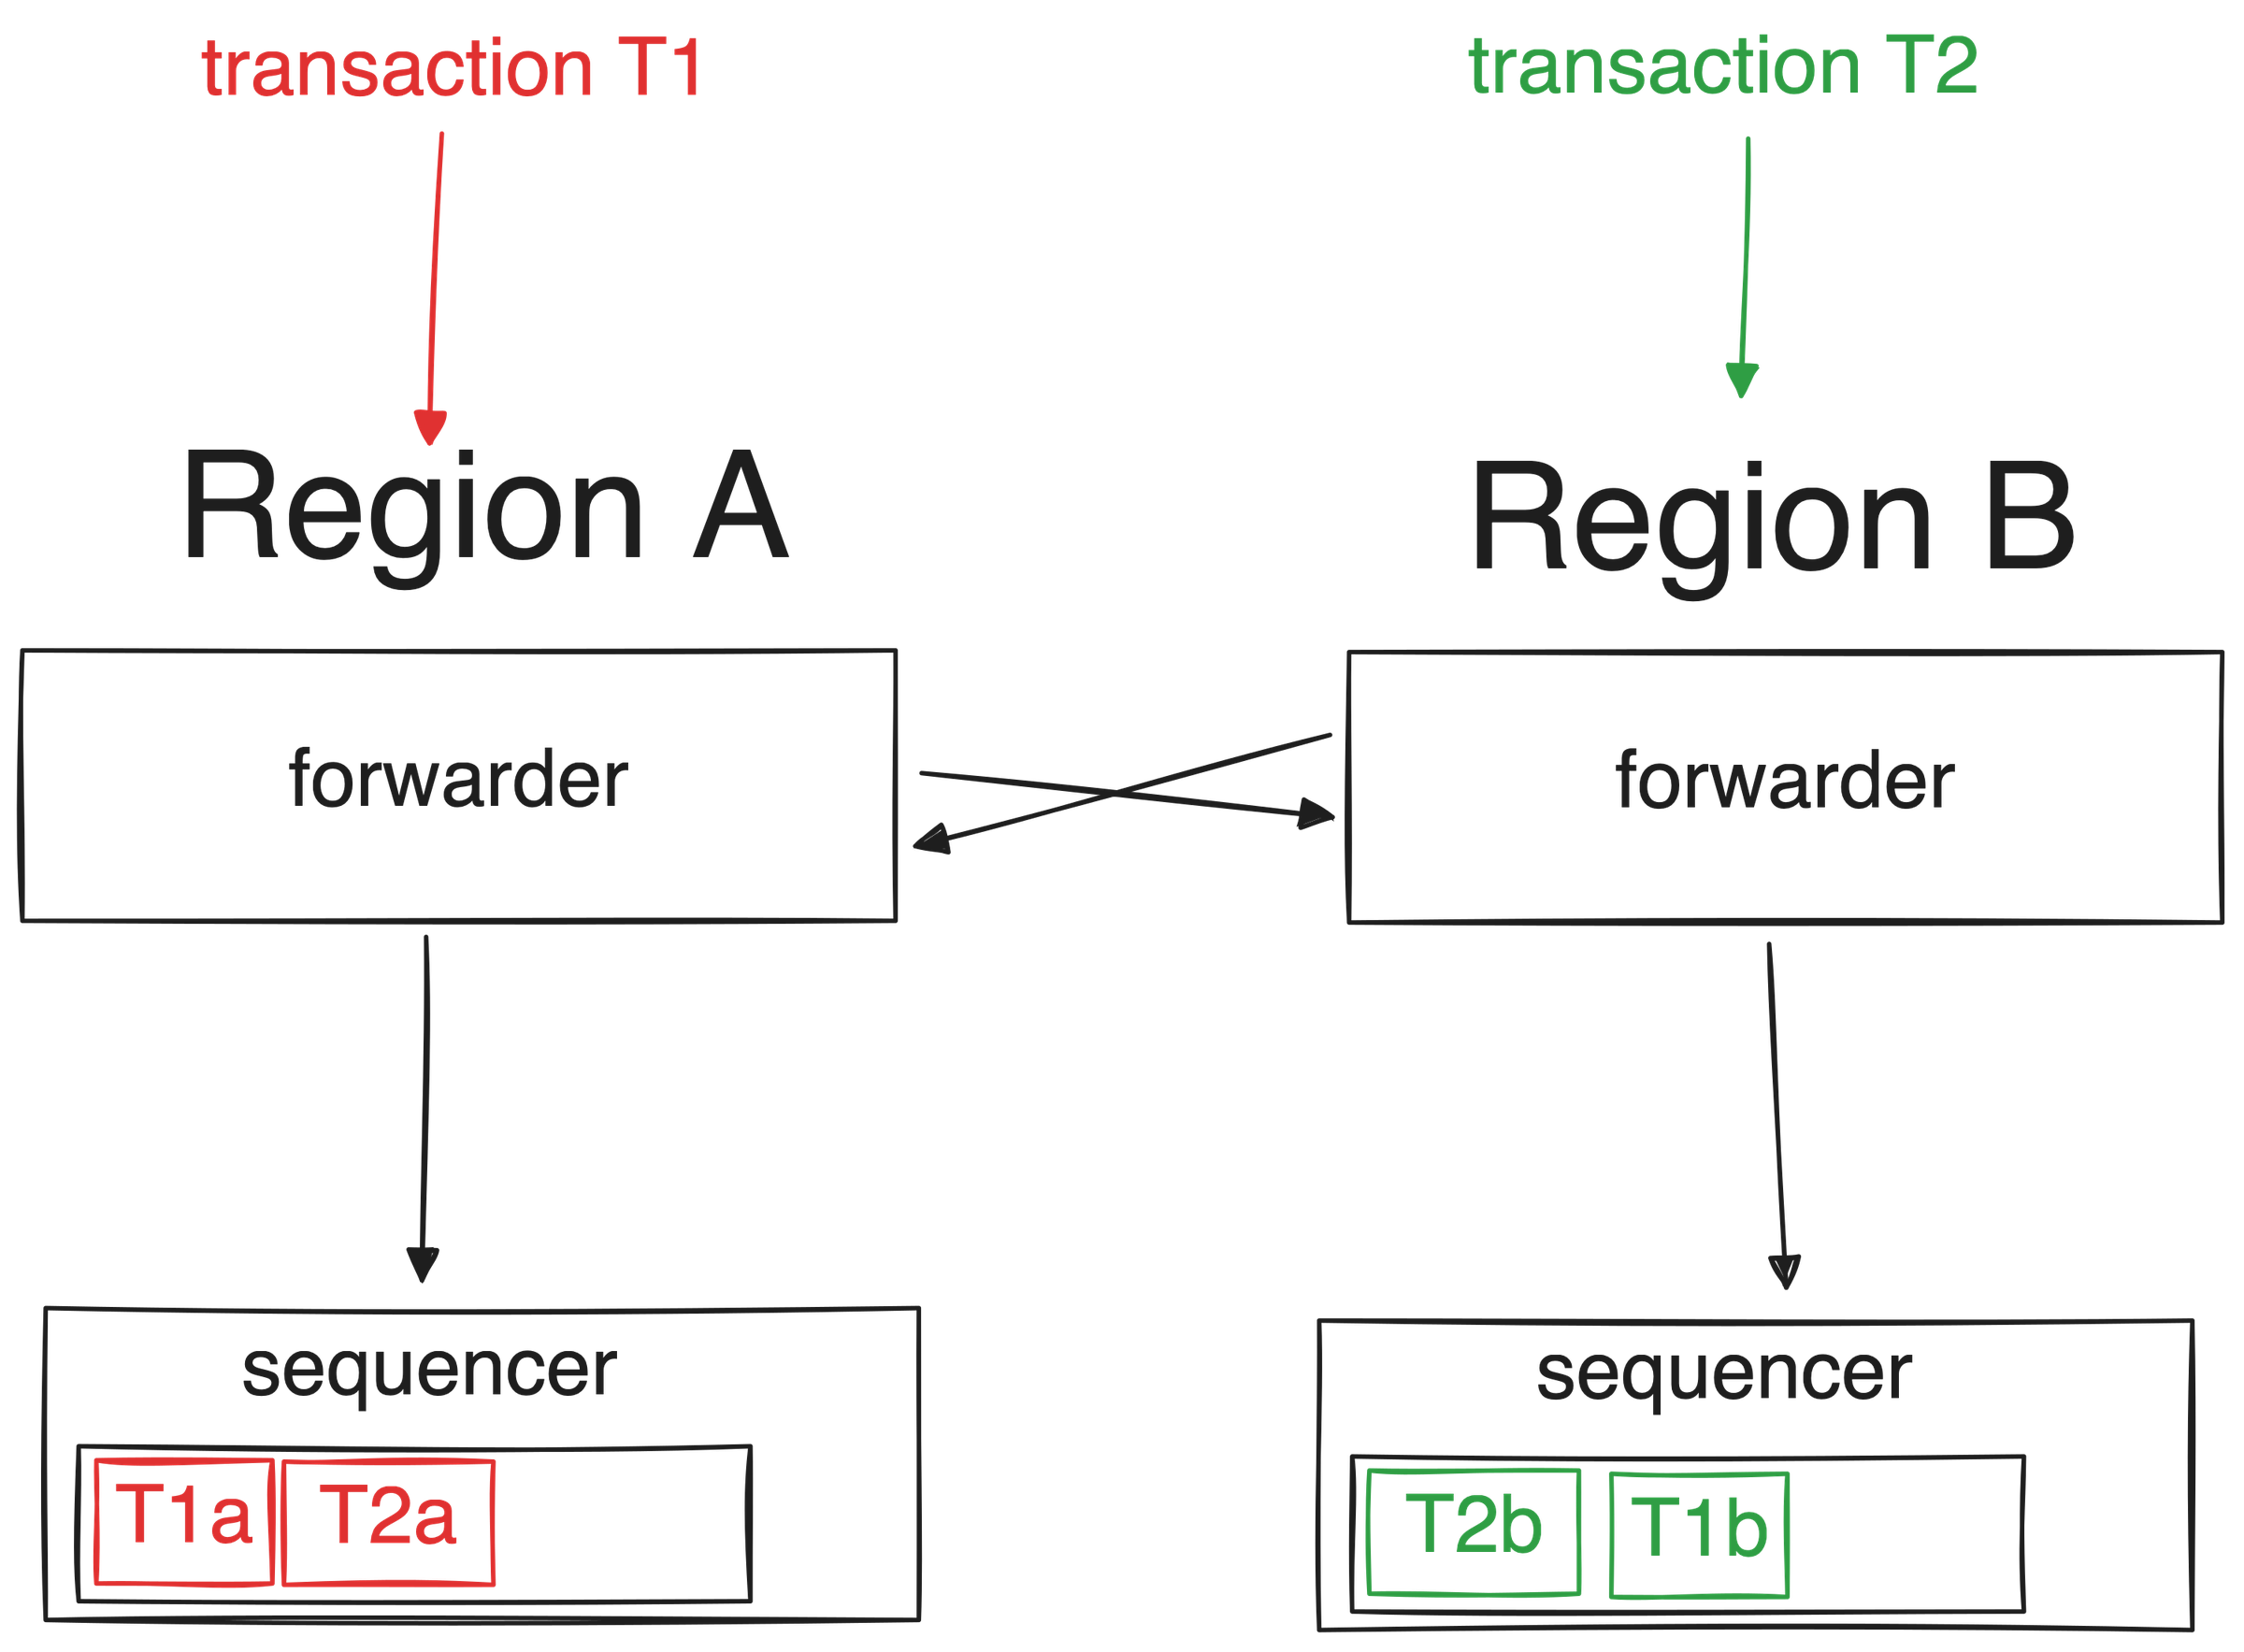 transaction T1
transaction T2
Region A
Region B
forwarder
forwarder
sequencer
sequencer
T1a
T2a
T2b
T1b